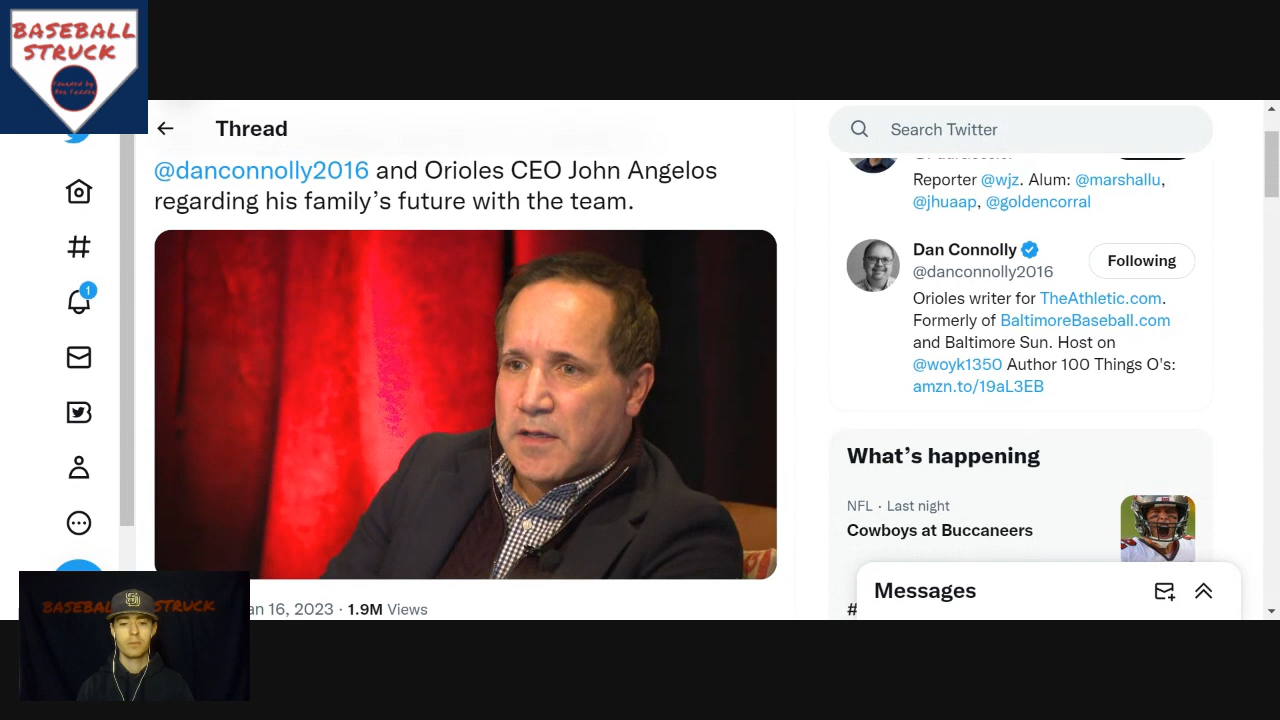 BASEBALL
STRUCK
Founded by
Thread
@danconnolly2016 and Orioles CEO John Angelos
regarding his family’s future with the team.
an 16, 2023 · 1.9M Views
1
Search Twitter
Reporter @wjz. Alum: @marshallu,
@jhuaap, @goldencorral
Dan Connolly
@danconnolly2016
Following
Orioles writer for TheAthletic.com.
Formerly of BaltimoreBaseball.com
and Baltimore Sun. Host on
@woyk1350 Author 100 Things O's:
amzn.to/19aL3EB
What’s happening
NFL · Last night
Cowboys at Buccaneers
#
Messages
BASEBAL STRUCK